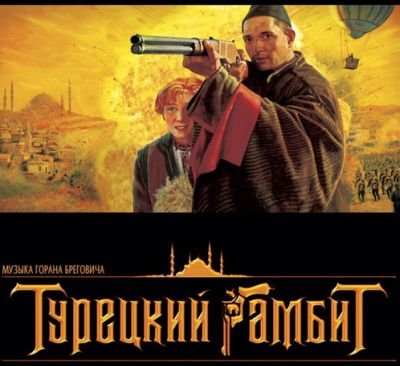 МУЗЫКА ГОРАНА БРЕГОВИЧА
ТУРЕЦКИЙ ГАМБИТ